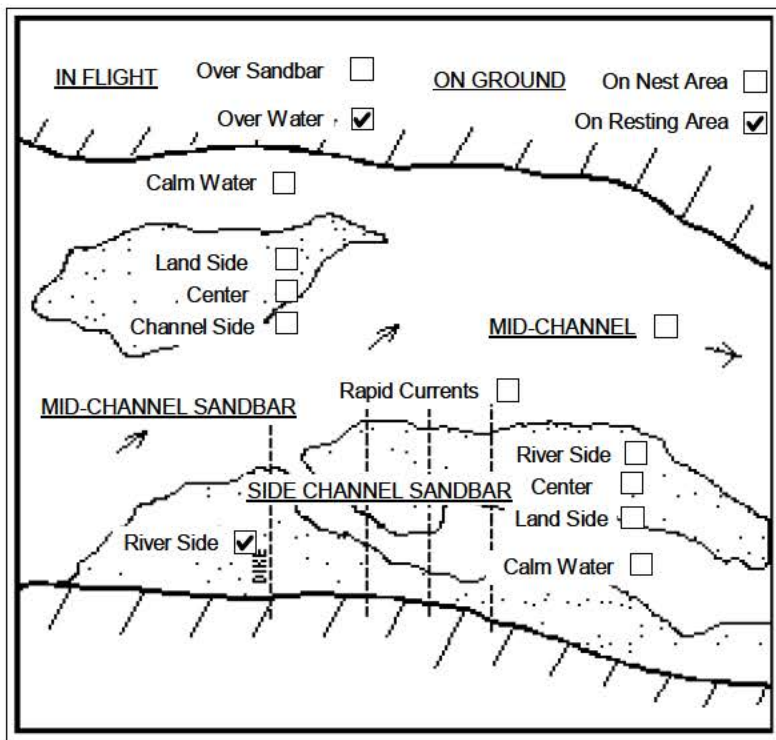 IN FLIGHT
Over Sandbar
ON GROUND
On Nest Area
Over Water
On Resting Area
Calm Water
Land Side
Center
Channel Side
MID-CHANNEL
Rapid Currents
MID-CHANNEL SANDBAR
River Side
SIDE CHANNEL SANDBAR
Center
Land Side
River Side
DIKE
Calm Water